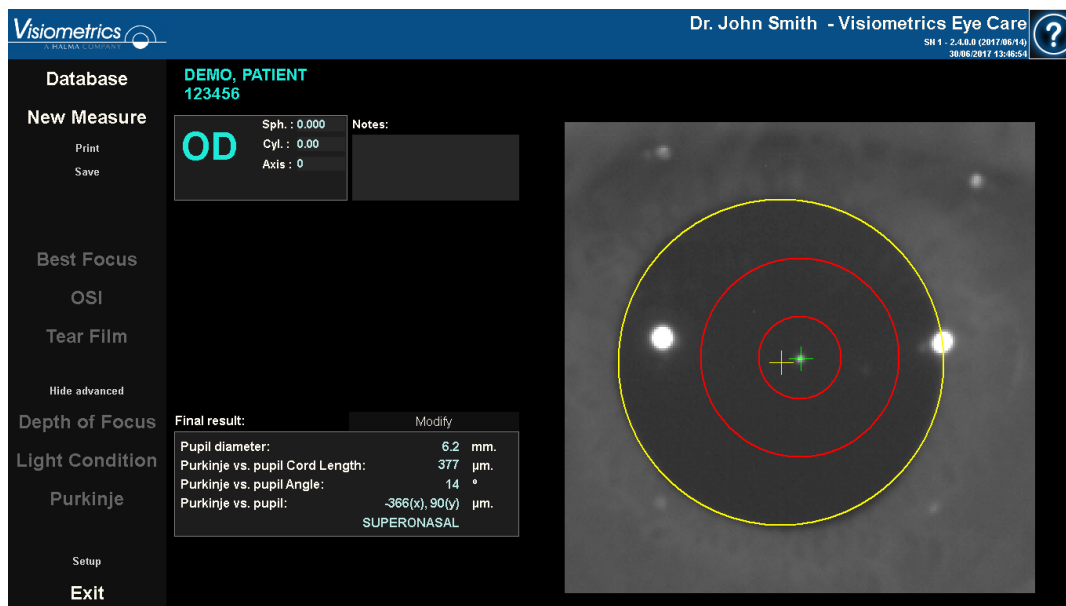 Visiometrics
A HALMA COMPANY
Dr. John Smith - Visiometrics Eye Care
SN 1 - 2.4.0.0 (2017/06/14)
30/06/2017 13:46:54
?
Database
New Measure
Print
Save
Best Focus
OSI
Tear Film
Hide advanced
Depth of Focus
Light Condition
Purkinje
Setup
Exit
DEMO, PATIENT
123456
OD
Sph. : 0.000
Cyl. : 0.00
Axis : 0
Notes:
Final result:
Modify
Pupil diameter: 6.2 mm.
Purkinje vs. pupil Cord Length: 377 µm.
Purkinje vs. pupil Angle: 14 º
Purkinje vs. pupil: -366(x), 90(y) µm.
SUPERONASAL